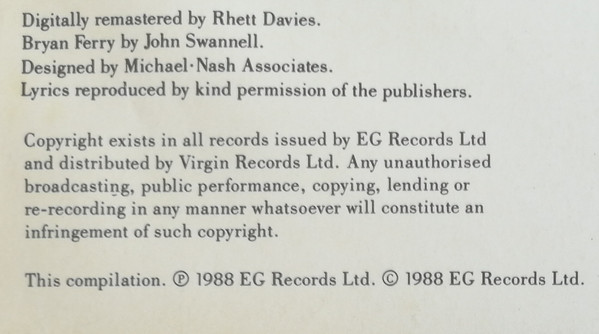 Digitally remastered by Rhett Davies.
Bryan Ferry by John Swannell.
Designed by Michael·Nash Associates.
Lyrics reproduced by kind permission of the publishers.
Copyright exists in all records issued by EG Records Ltd
and distributed by Virgin Records Ltd. Any unauthorised
broadcasting, public performance, copying, lending or
re-recording in any manner whatsoever will constitute an
infringement of such copyright.
This compilation. ℗ 1988 EG Records Ltd. © 1988 EG Records Ltd.